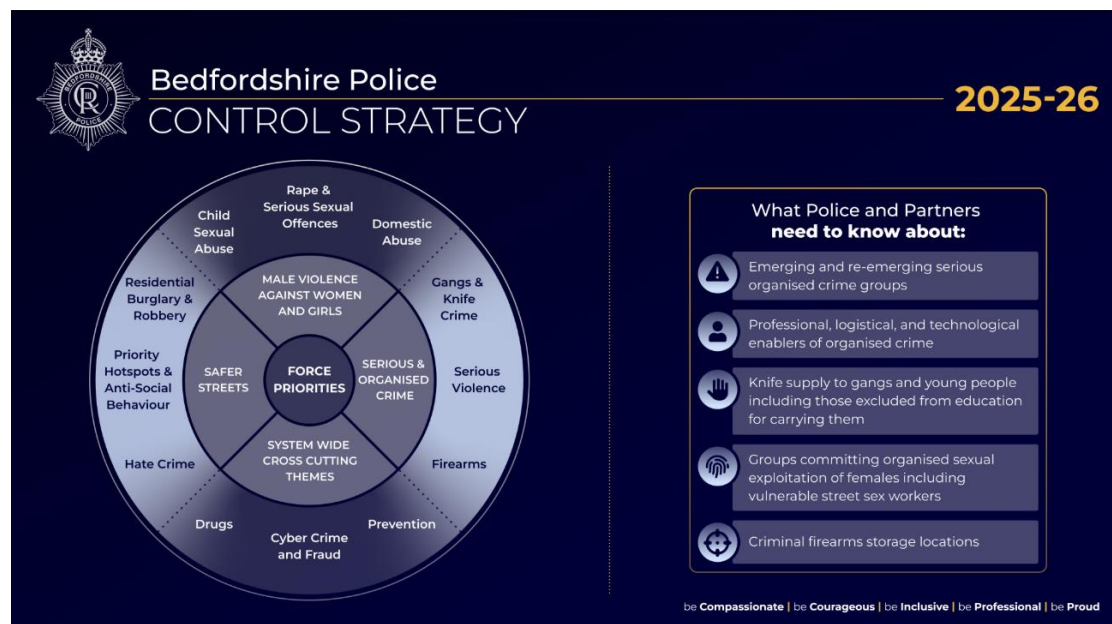 BEDFORDSHIRE
POLICE
Bedfordshire Police
CONTROL STRATEGY
2025-26
Rape &
Serious Sexual
Offences
Child
Sexual
Abuse
Domestic
Abuse
Residential
Burglary &
Robbery
MALE VIOLENCE
AGAINST WOMEN
AND GIRLS
Gangs &
Knife
Crime
Priority
Hotspots &
Anti-Social
Behaviour
SAFER
STREETS
FORCE
PRIORITIES
SERIOUS &
ORGANISED
CRIME
Serious
Violence
Hate Crime
SYSTEM WIDE
CROSS CUTTING
THEMES
Firearms
Drugs
Cyber Crime
and Fraud
Prevention
What Police and Partners
need to know about:
Emerging and re-emerging serious
organised crime groups
Professional, logistical, and technological
enablers of organised crime
Knife supply to gangs and young people
including those excluded from education
for carrying them
Groups committing organised sexual
exploitation of females including
vulnerable street sex workers
Criminal firearms storage locations
be Compassionate | be Courageous | be Inclusive | be Professional | be Proud